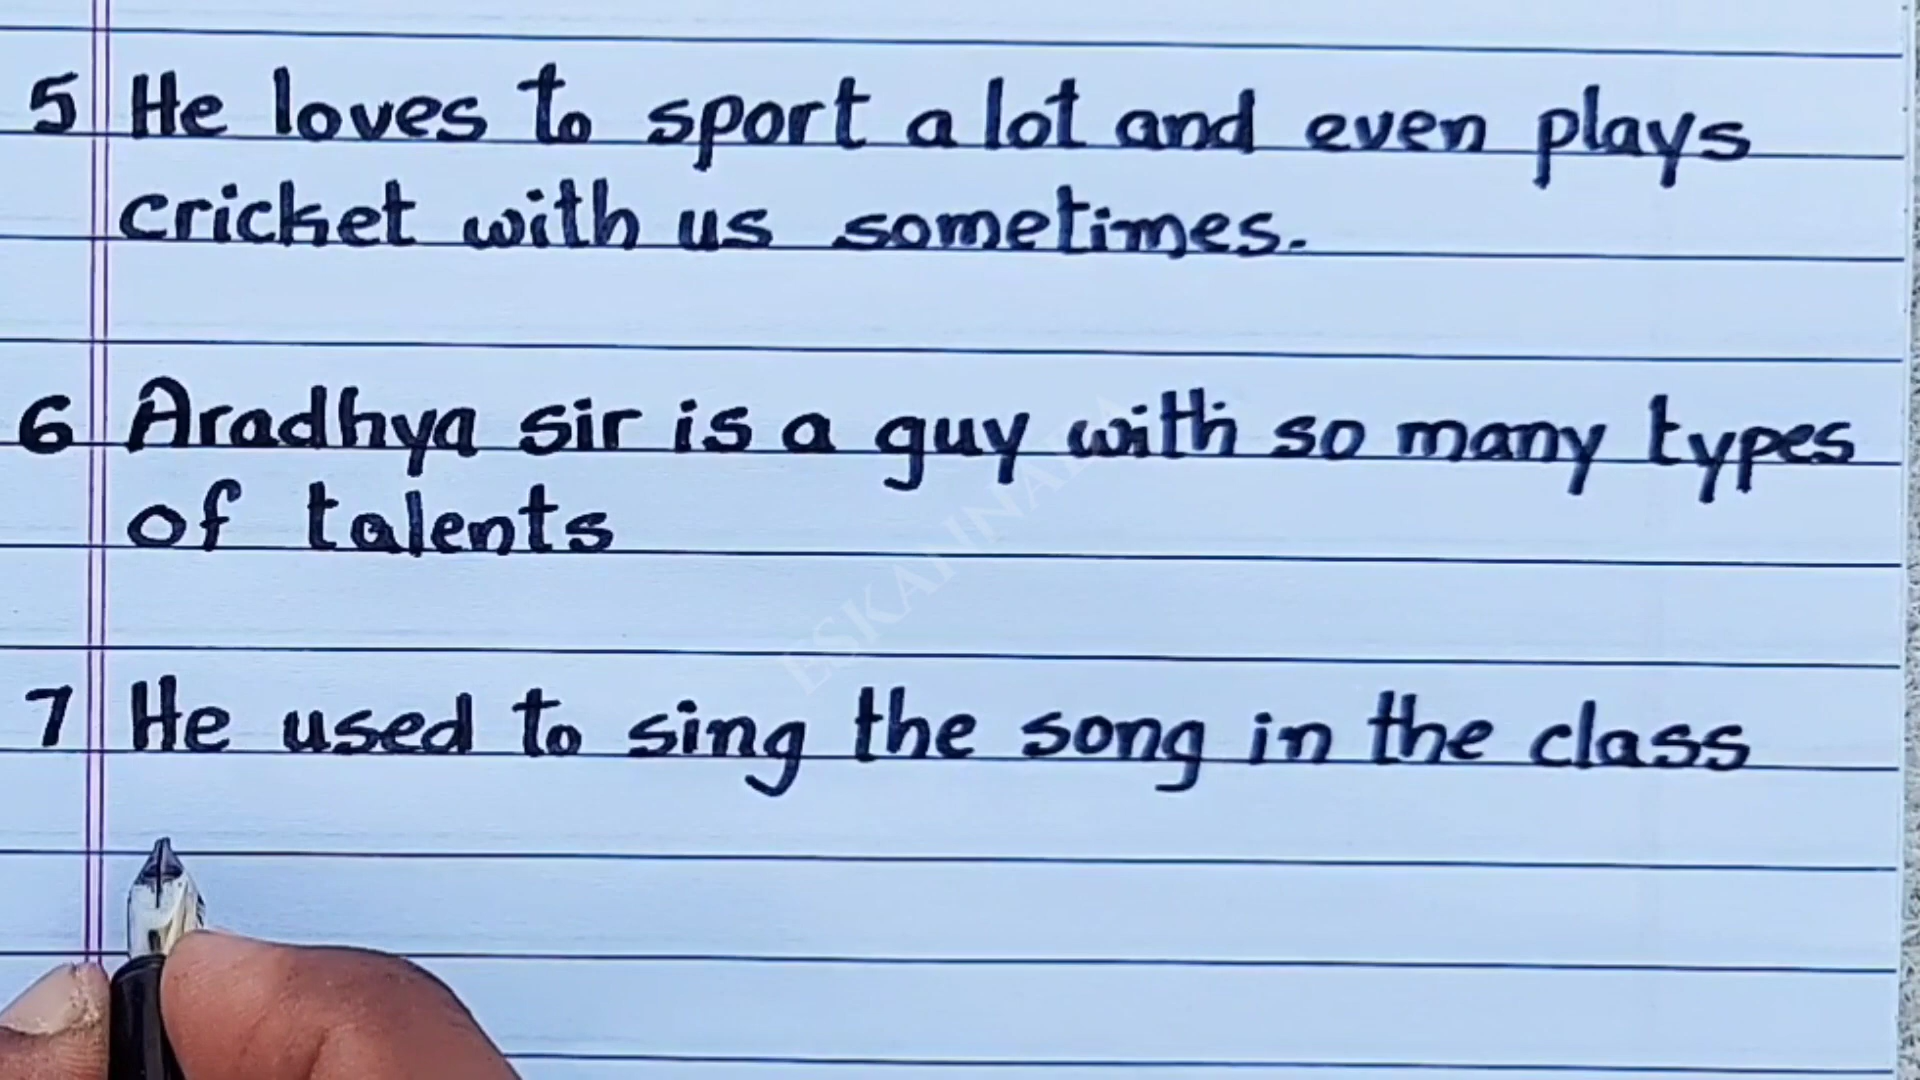 5 He loves to sport a lot and even plays
cricket with us sometimes.
6 Aradhya sir is a guy with so many types
of talents
7 He used to sing the song in the class